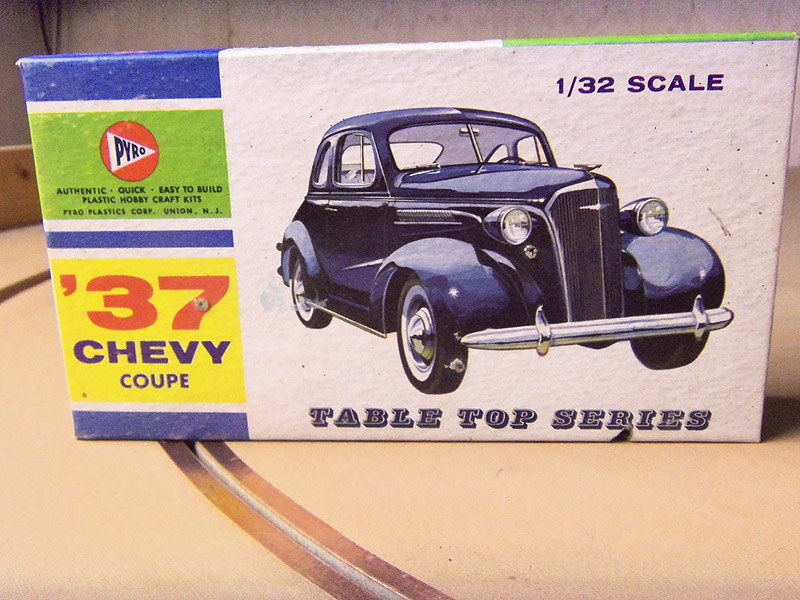 PYRO
AUTHENTIC · QUICK · EASY TO BUILD
PLASTIC HOBBY CRAFT KITS
PYRO PLASTICS CORP. UNION, N.J.
'37
CHEVY
COUPE
1/32 SCALE
TABLE TOP SERIES